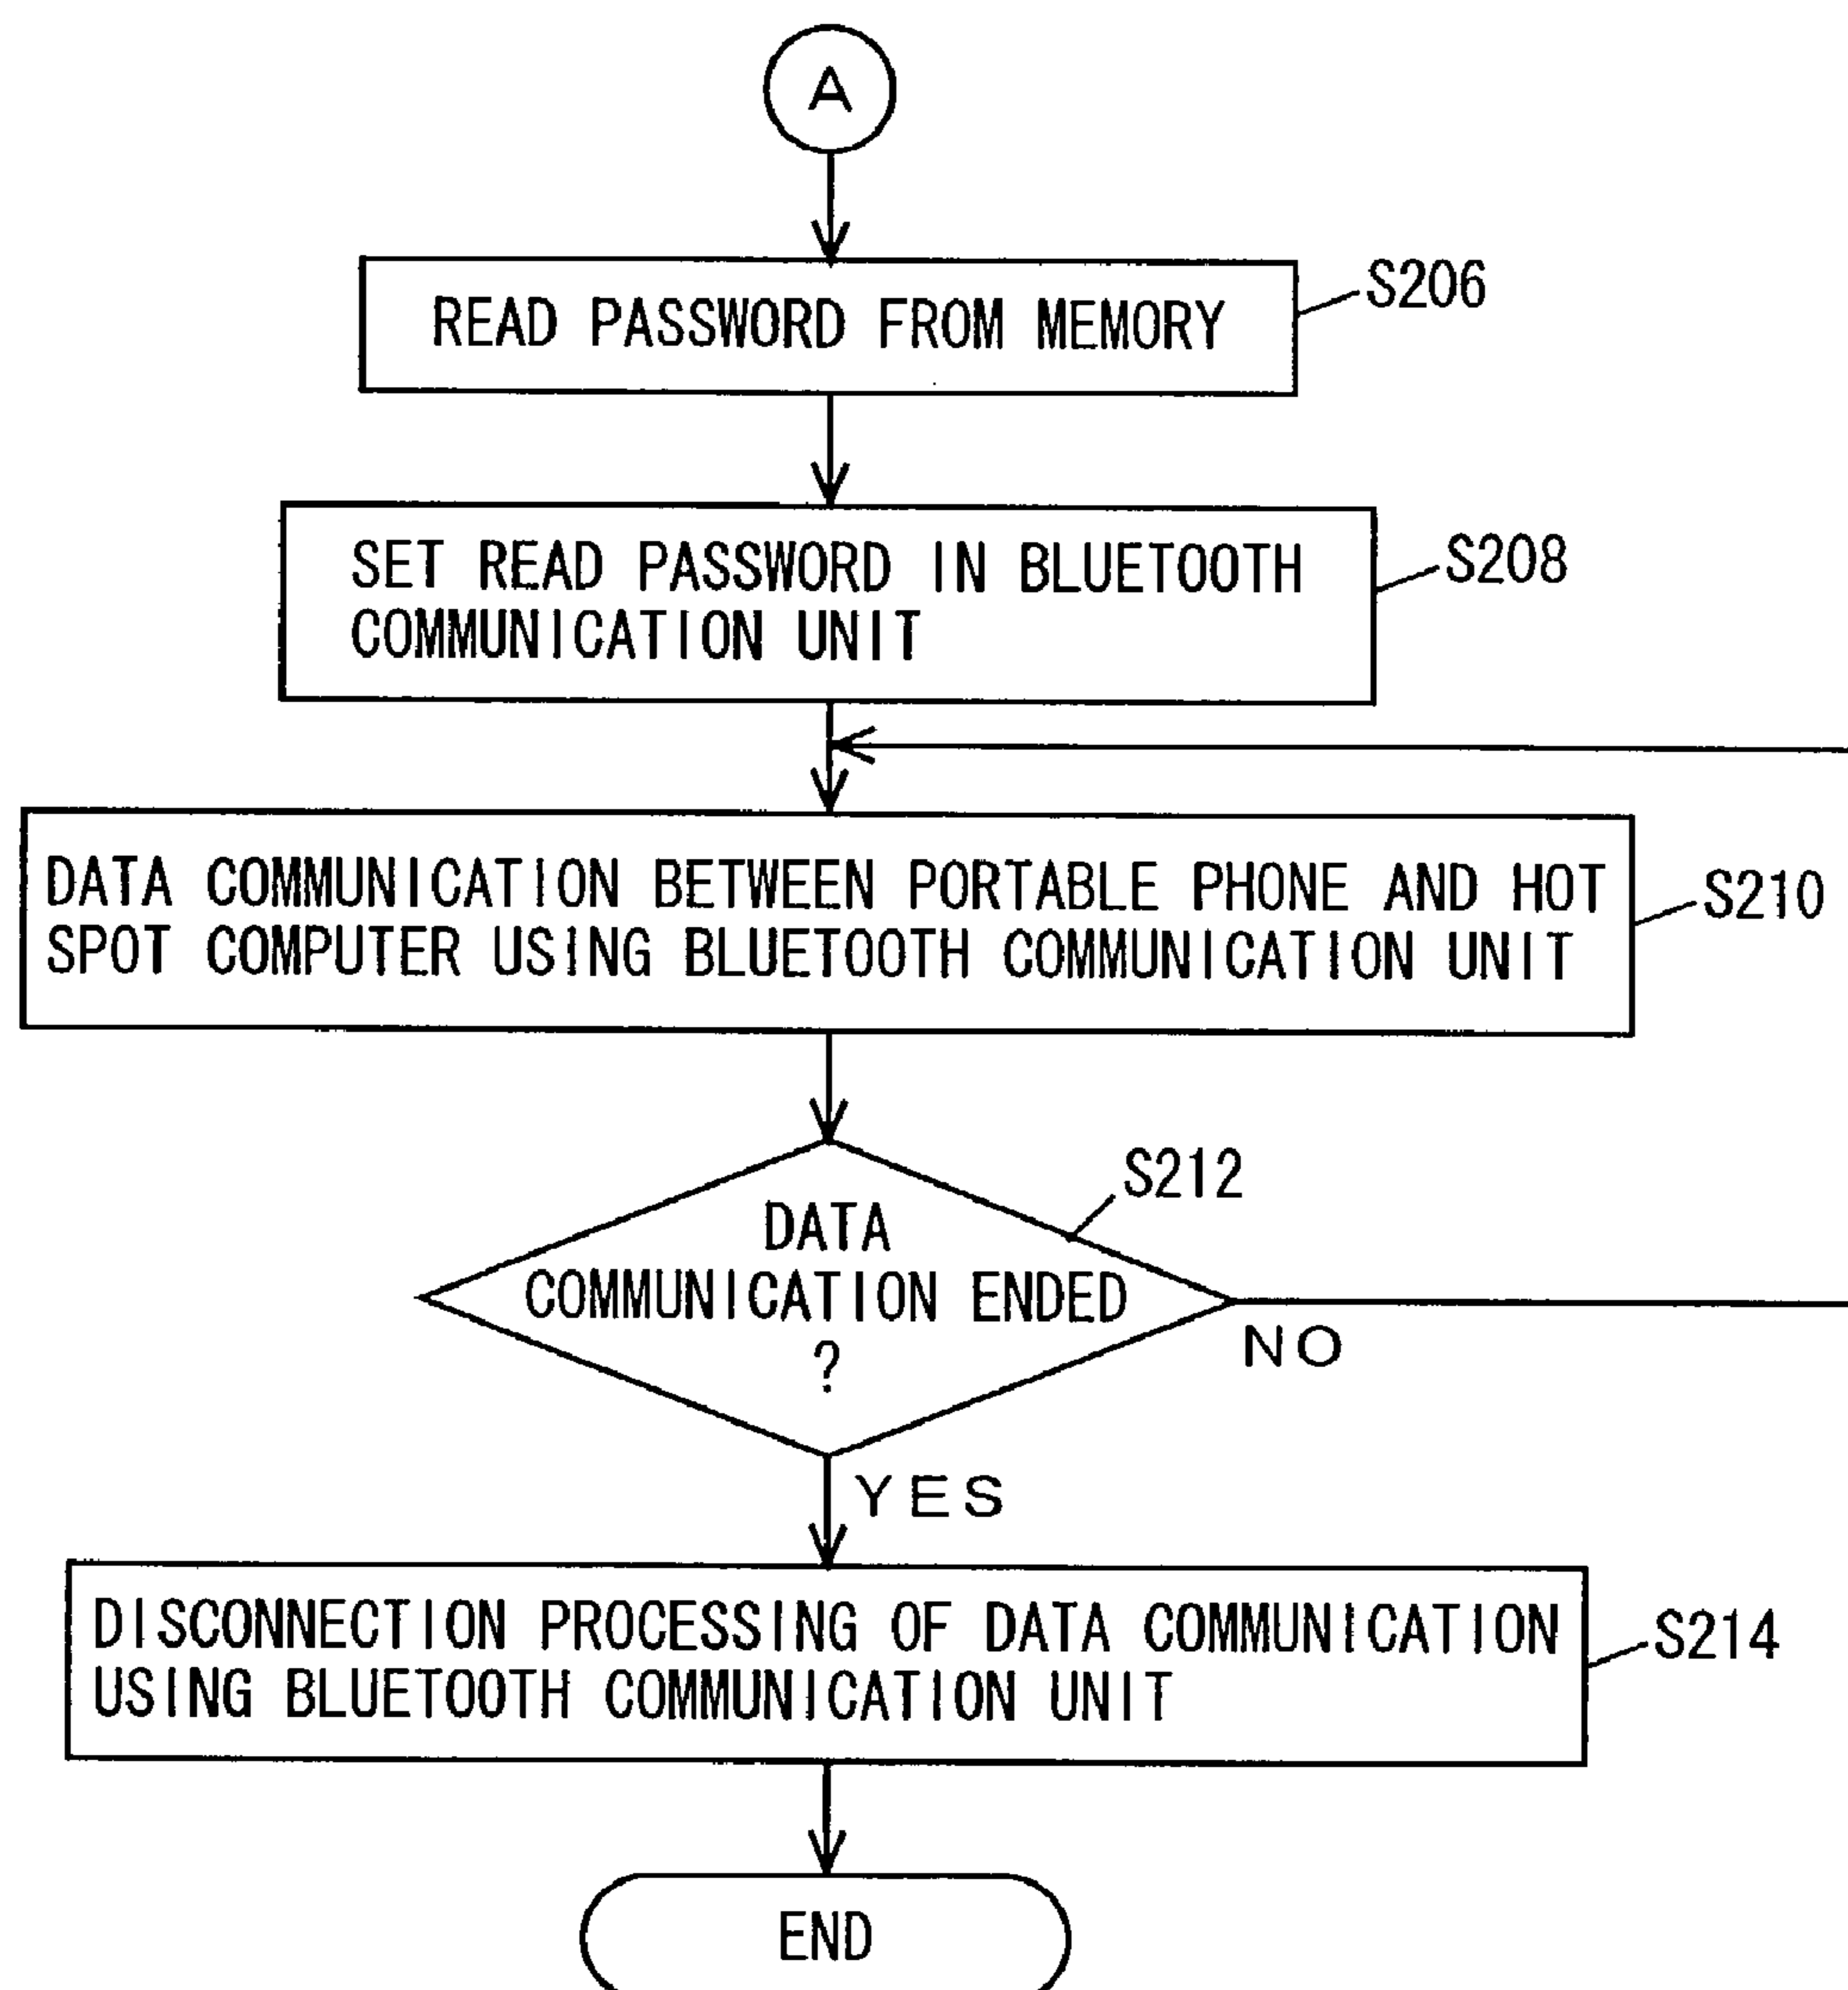 A
READ PASSWORD FROM MEMORY
S206
SET READ PASSWORD IN BLUETOOTH
COMMUNICATION UNIT
S208
DATA COMMUNICATION BETWEEN PORTABLE PHONE AND HOT
SPOT COMPUTER USING BLUETOOTH COMMUNICATION UNIT
S210
S212
DATA
COMMUNICATION ENDED
?
NO
YES
DISCONNECTION PROCESSING OF DATA COMMUNICATION
USING BLUETOOTH COMMUNICATION UNIT
S214
END